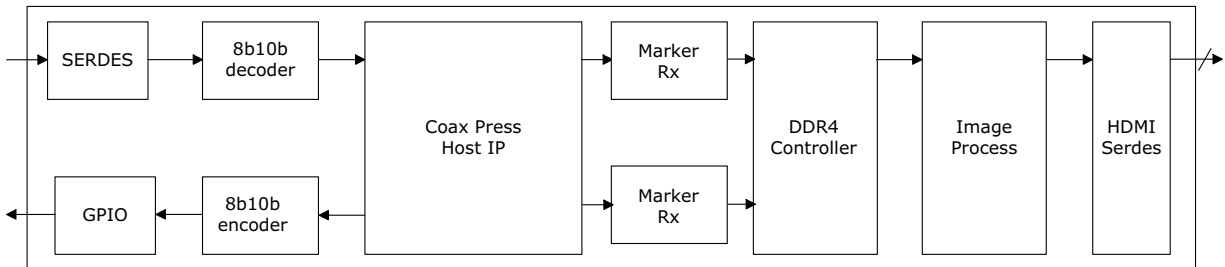 SERDES
8b10b
decoder
Coax Press
Host IP
Marker
Rx
DDR4
Controller
Image
Process
HDMI
Serdes
GPIO
8b10b
encoder
Marker
Rx